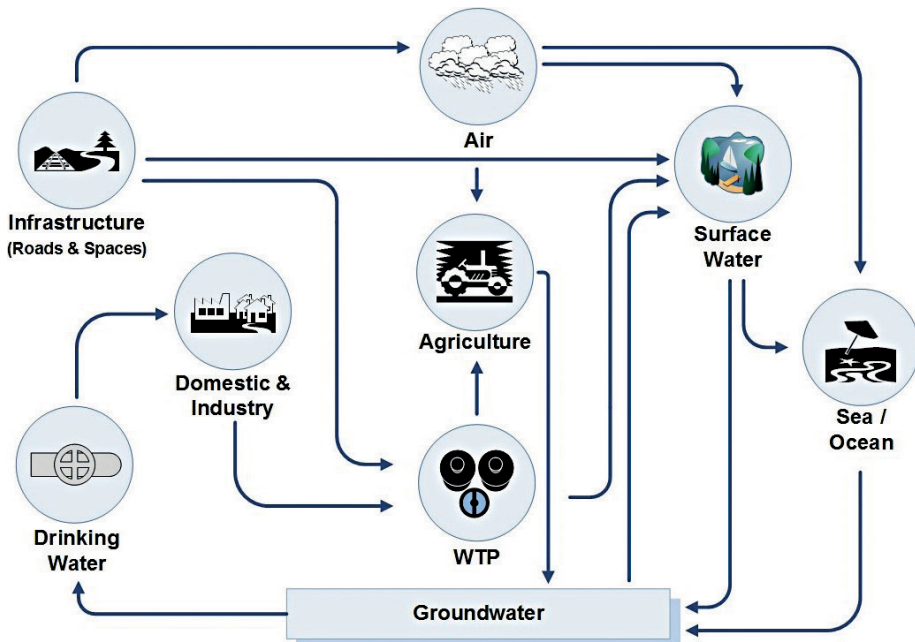 Air
Infrastructure
(Roads & Spaces)
Surface
Water
Agriculture
Domestic &
Industry
Sea /
Ocean
Drinking
Water
WTP
Groundwater